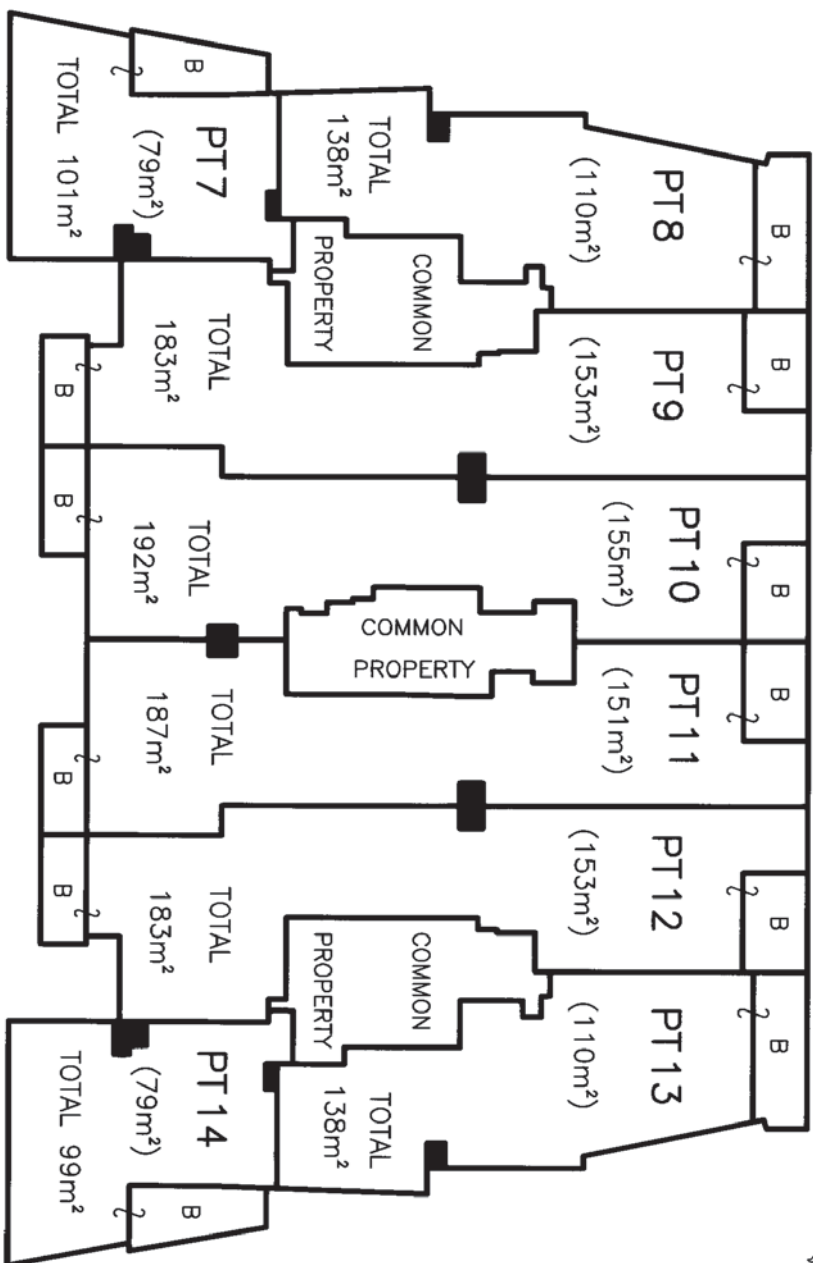 B
PT7
(79m²)
TOTAL 101m²
B
PT8
(110m²)
TOTAL
138m²
COMMON
PROPERTY
B
PT9
(153m²)
TOTAL
183m²
B
B
PT10
(155m²)
TOTAL
192m²
B
COMMON
PROPERTY
B
PT11
(151m²)
TOTAL
187m²
B
B
PT12
(153m²)
TOTAL
183m²
B
B
PT13
(110m²)
TOTAL
138m²
COMMON
PROPERTY
PT14
(79m²)
TOTAL 99m²
B